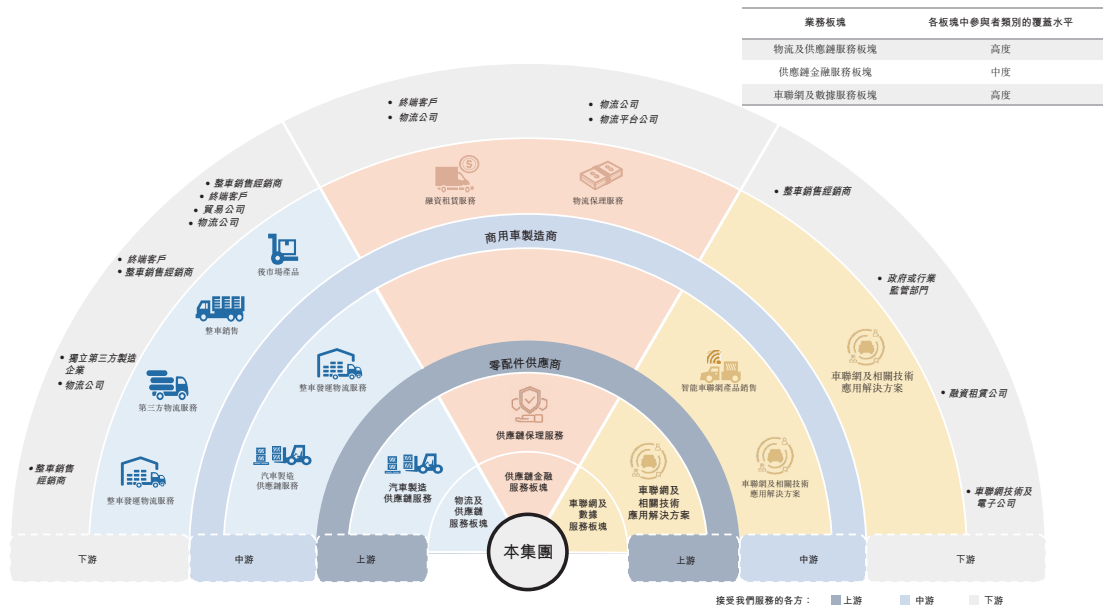 業務板塊 各板塊中參與者類別的覆蓋水平
物流及供應鏈服務板塊 高度
供應鏈金融服務板塊 中度
車聯網及數據服務板塊 高度
• 終端客戶
• 物流公司
• 物流公司
• 物流平台公司
• 整車銷售經銷商
• 終端客戶
• 貿易公司
• 物流公司
• 終端客戶
• 整車銷售經銷商
• 獨立第三方製造
企業
• 物流公司
• 整車銷售
經銷商
• 整車銷售經銷商
• 政府或行業
監管部門
• 融資租賃公司
• 車聯網技術及
電子公司
融資租賃服務
物流保理服務
後市場產品
整車銷售
第三方物流服務
整車發運物流服務
車聯網及相關技術
應用解決方案
商用車製造商
整車發運物流服務
汽車製造
供應鏈服務
智能車聯網產品銷售
車聯網及相關技術
應用解決方案
零配件供應商
供應鏈保理服務
汽車製造
供應鏈服務
車聯網及
相關技術
應用解決方案
物流及
供應鏈
服務板塊
供應鏈金融
服務板塊
車聯網及
數據
服務板塊
本集團
下游
中游
上游
上游
中游
下游
接受我們服務的各方： 上游 中游 下游